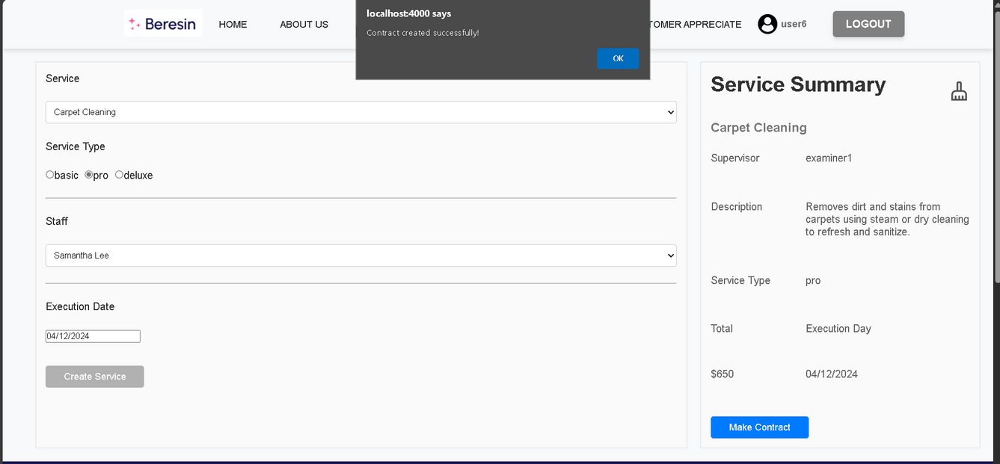 Beresin
HOME
ABOUT US
TOMER APPRECIATE
user6
LOGOUT
localhost:4000 says
Contract created successfully!
OK
Service
Carpet Cleaning
Service Type
basic pro deluxe
Staff
Samantha Lee
Execution Date
04/12/2024
Create Service
Service Summary
Carpet Cleaning
Supervisor examiner1
Description Removes dirt and stains from
carpets using steam or dry cleaning
to refresh and sanitize.
Service Type pro
Total Execution Day
$650 04/12/2024
Make Contract